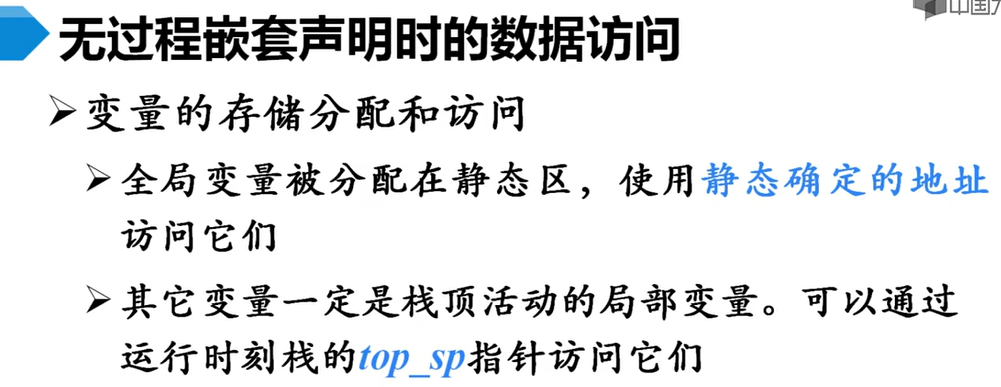 无过程嵌套声明时的数据访问
变量的存储分配和访问
全局变量被分配在静态区，使用静态确定的地址
访问它们
其它变量一定是栈顶活动的局部变量。可以通过
运行时刻栈的top_sp指针访问它们
中国